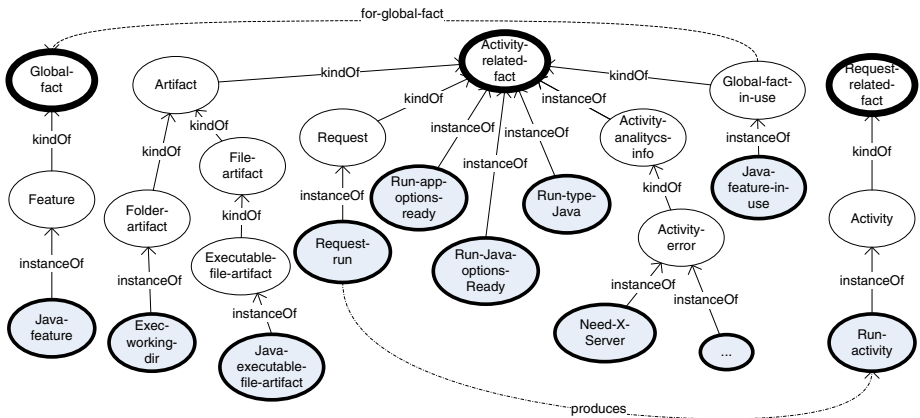 for-global-fact
Global-
fact
Artifact
kindOf
Activity-
related-
fact
kindOf
Global-fact-
in-use
Request-
related-
fact
kindOf
kindOf
Request
kindOf
instanceOf
instanceOf
instanceOf
Activity-
analitycs-
info
instanceOf
kindOf
kindOf
File-
artifact
instanceOf
kindOf
Feature
Folder-
artifact
kindOf
instanceOf
Run-app-
options-
ready
Run-type-
Java
kindOf
Java-
feature-in-
use
Activity
instanceOf
instanceOf
Executable-
file-artifact
Request-
run
Run-Java-
options-
Ready
Activity-
error
instanceOf
instanceOf
instanceOf
instanceOf
Java-
feature
Exec-
working-
dir
Java-
executable-
file-artifact
Need-X-
Server
...
Run-
activity
produces